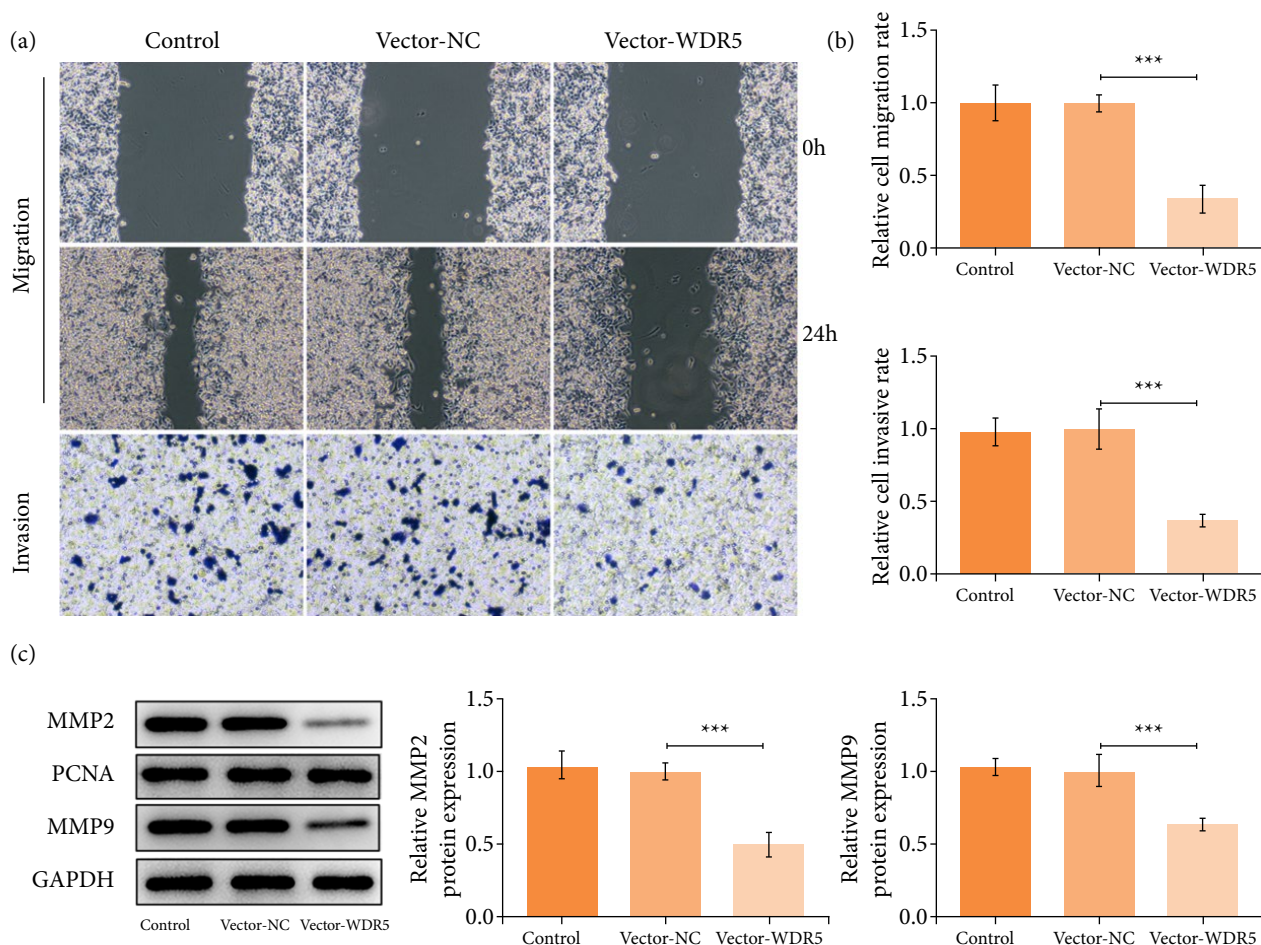 (a)
Control
Vector-NC
Vector-WDR5
Migration
0h
24h
Invasion
(b)
Relative cell migration rate
1.5
1.0
0.5
0.0
***
Control
Vector-NC
Vector-WDR5
Relative cell invasive rate
1.5
1.0
0.5
0.0
***
Control
Vector-NC
Vector-WDR5
(c)
MMP2
PCNA
MMP9
GAPDH
Control
Vector-NC
Vector-WDR5
Relative MMP2
protein expression
1.5
1.0
0.5
0.0
***
Control
Vector-NC
Vector-WDR5
Relative MMP9
protein expression
1.5
1.0
0.5
0.0
***
Control
Vector-NC
Vector-WDR5